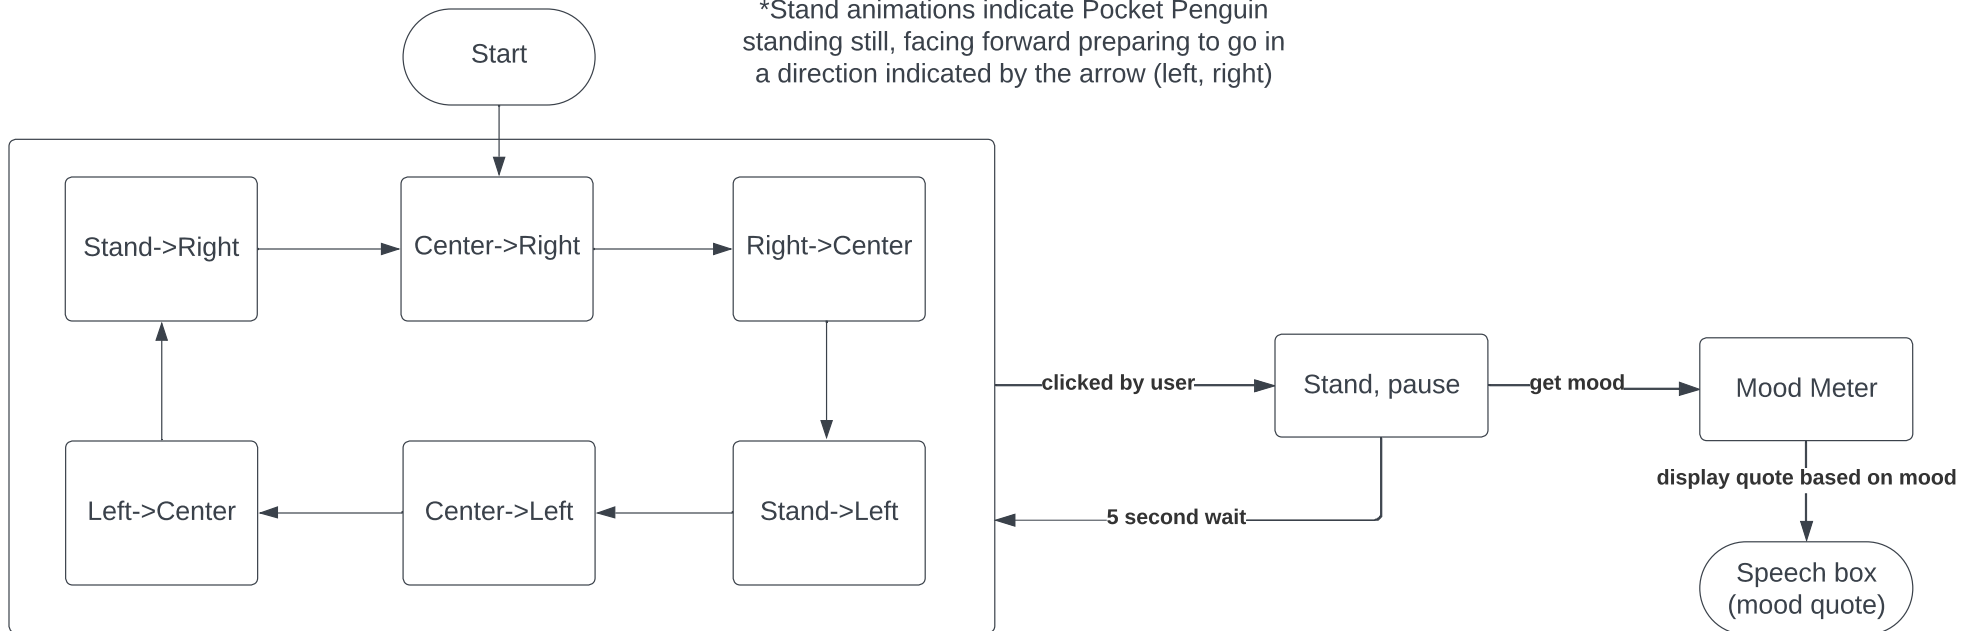 *Stand animations indicate Pocket Penguin
standing still, facing forward preparing to go in
a direction indicated by the arrow (left, right)
Start
Stand->Right
Center->Right
Right->Center
Left->Center
Center->Left
Stand->Left
clicked by user
Stand, pause
get mood
Mood Meter
5 second wait
display quote based on mood
Speech box
(mood quote)